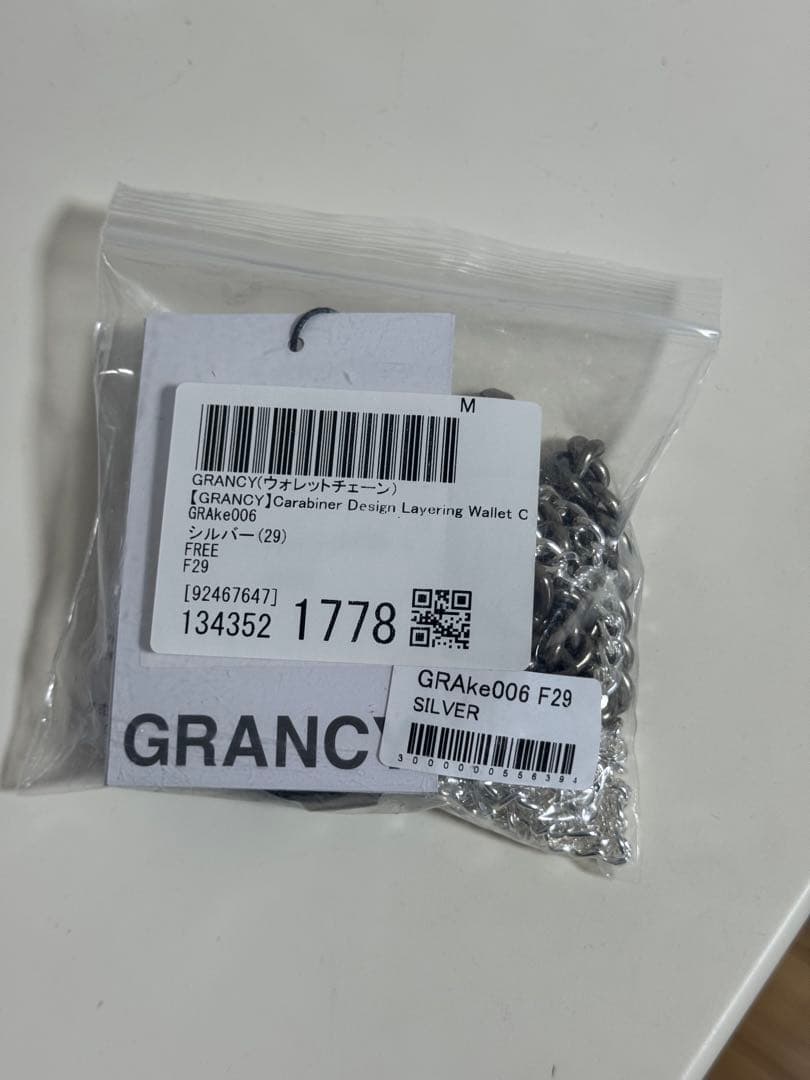 M
GRANCY(ウォレットチェーン)
【GRANCY】Carabiner Design Layering Wallet C
GRAke006
シルバー(29)
FREE
F29
[92467647]
134352 1778
GRAke006 F29
SILVER
3000000556394
GRANCY